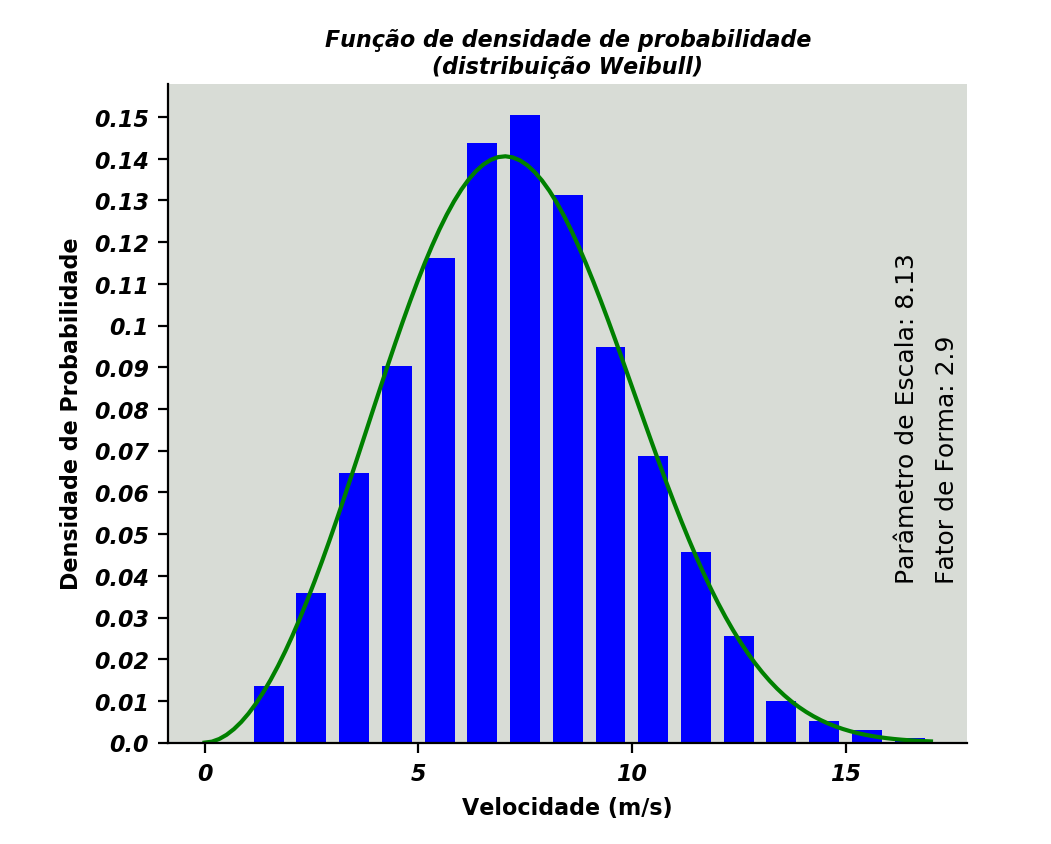 Função de densidade de probabilidade
(distribuição Weibull)
Densidade de Probabilidade
0.15
0.14
0.13
0.12
0.11
0.1
0.09
0.08
0.07
0.06
0.05
0.04
0.03
0.02
0.01
0.0
Parâmetro de Escala: 8.13
Fator de Forma: 2.9
0 5 10 15
Velocidade (m/s)